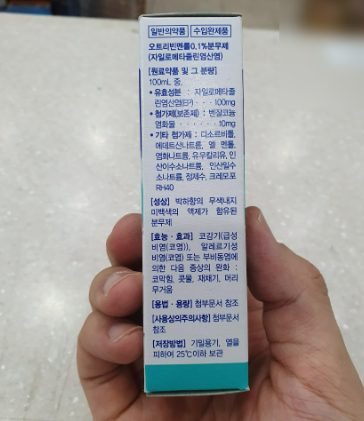 일반의약품 수입완제품
오트리빈멘톨0.1%분무제
(자일로메타졸린염산염)
[원료약품 및 그 분량]
100mL 중,
• 유효성분 : 자일로메타졸
린염산염(EP) · · · 100mg
• 첨가제(보존제) : 벤잘코늄
염화물 · · · · · · 10mg
• 기타 첨가제 : 디소르비톨,
에데트산나트륨, 엘 멘톨,
염화나트륨, 유우칼리유, 인
산이수소나트륨, 인산일수
소나트륨, 정제수, 크레모포
RH40
[성상] 박하향의 무색내지
미백색의 액제가 함유된
분무제
[효능 · 효과] 코감기(급성
비염(코염)), 알레르기성
비염(코염) 또는 부비동염에
의한 다음 증상의 완화 :
코막힘, 콧물, 재채기, 머리
무거움
[용법 · 용량] 첨부문서 참조
[사용상의주의사항] 첨부문서
참조
[저장방법] 기밀용기, 열을
피하여 25℃이하 보관